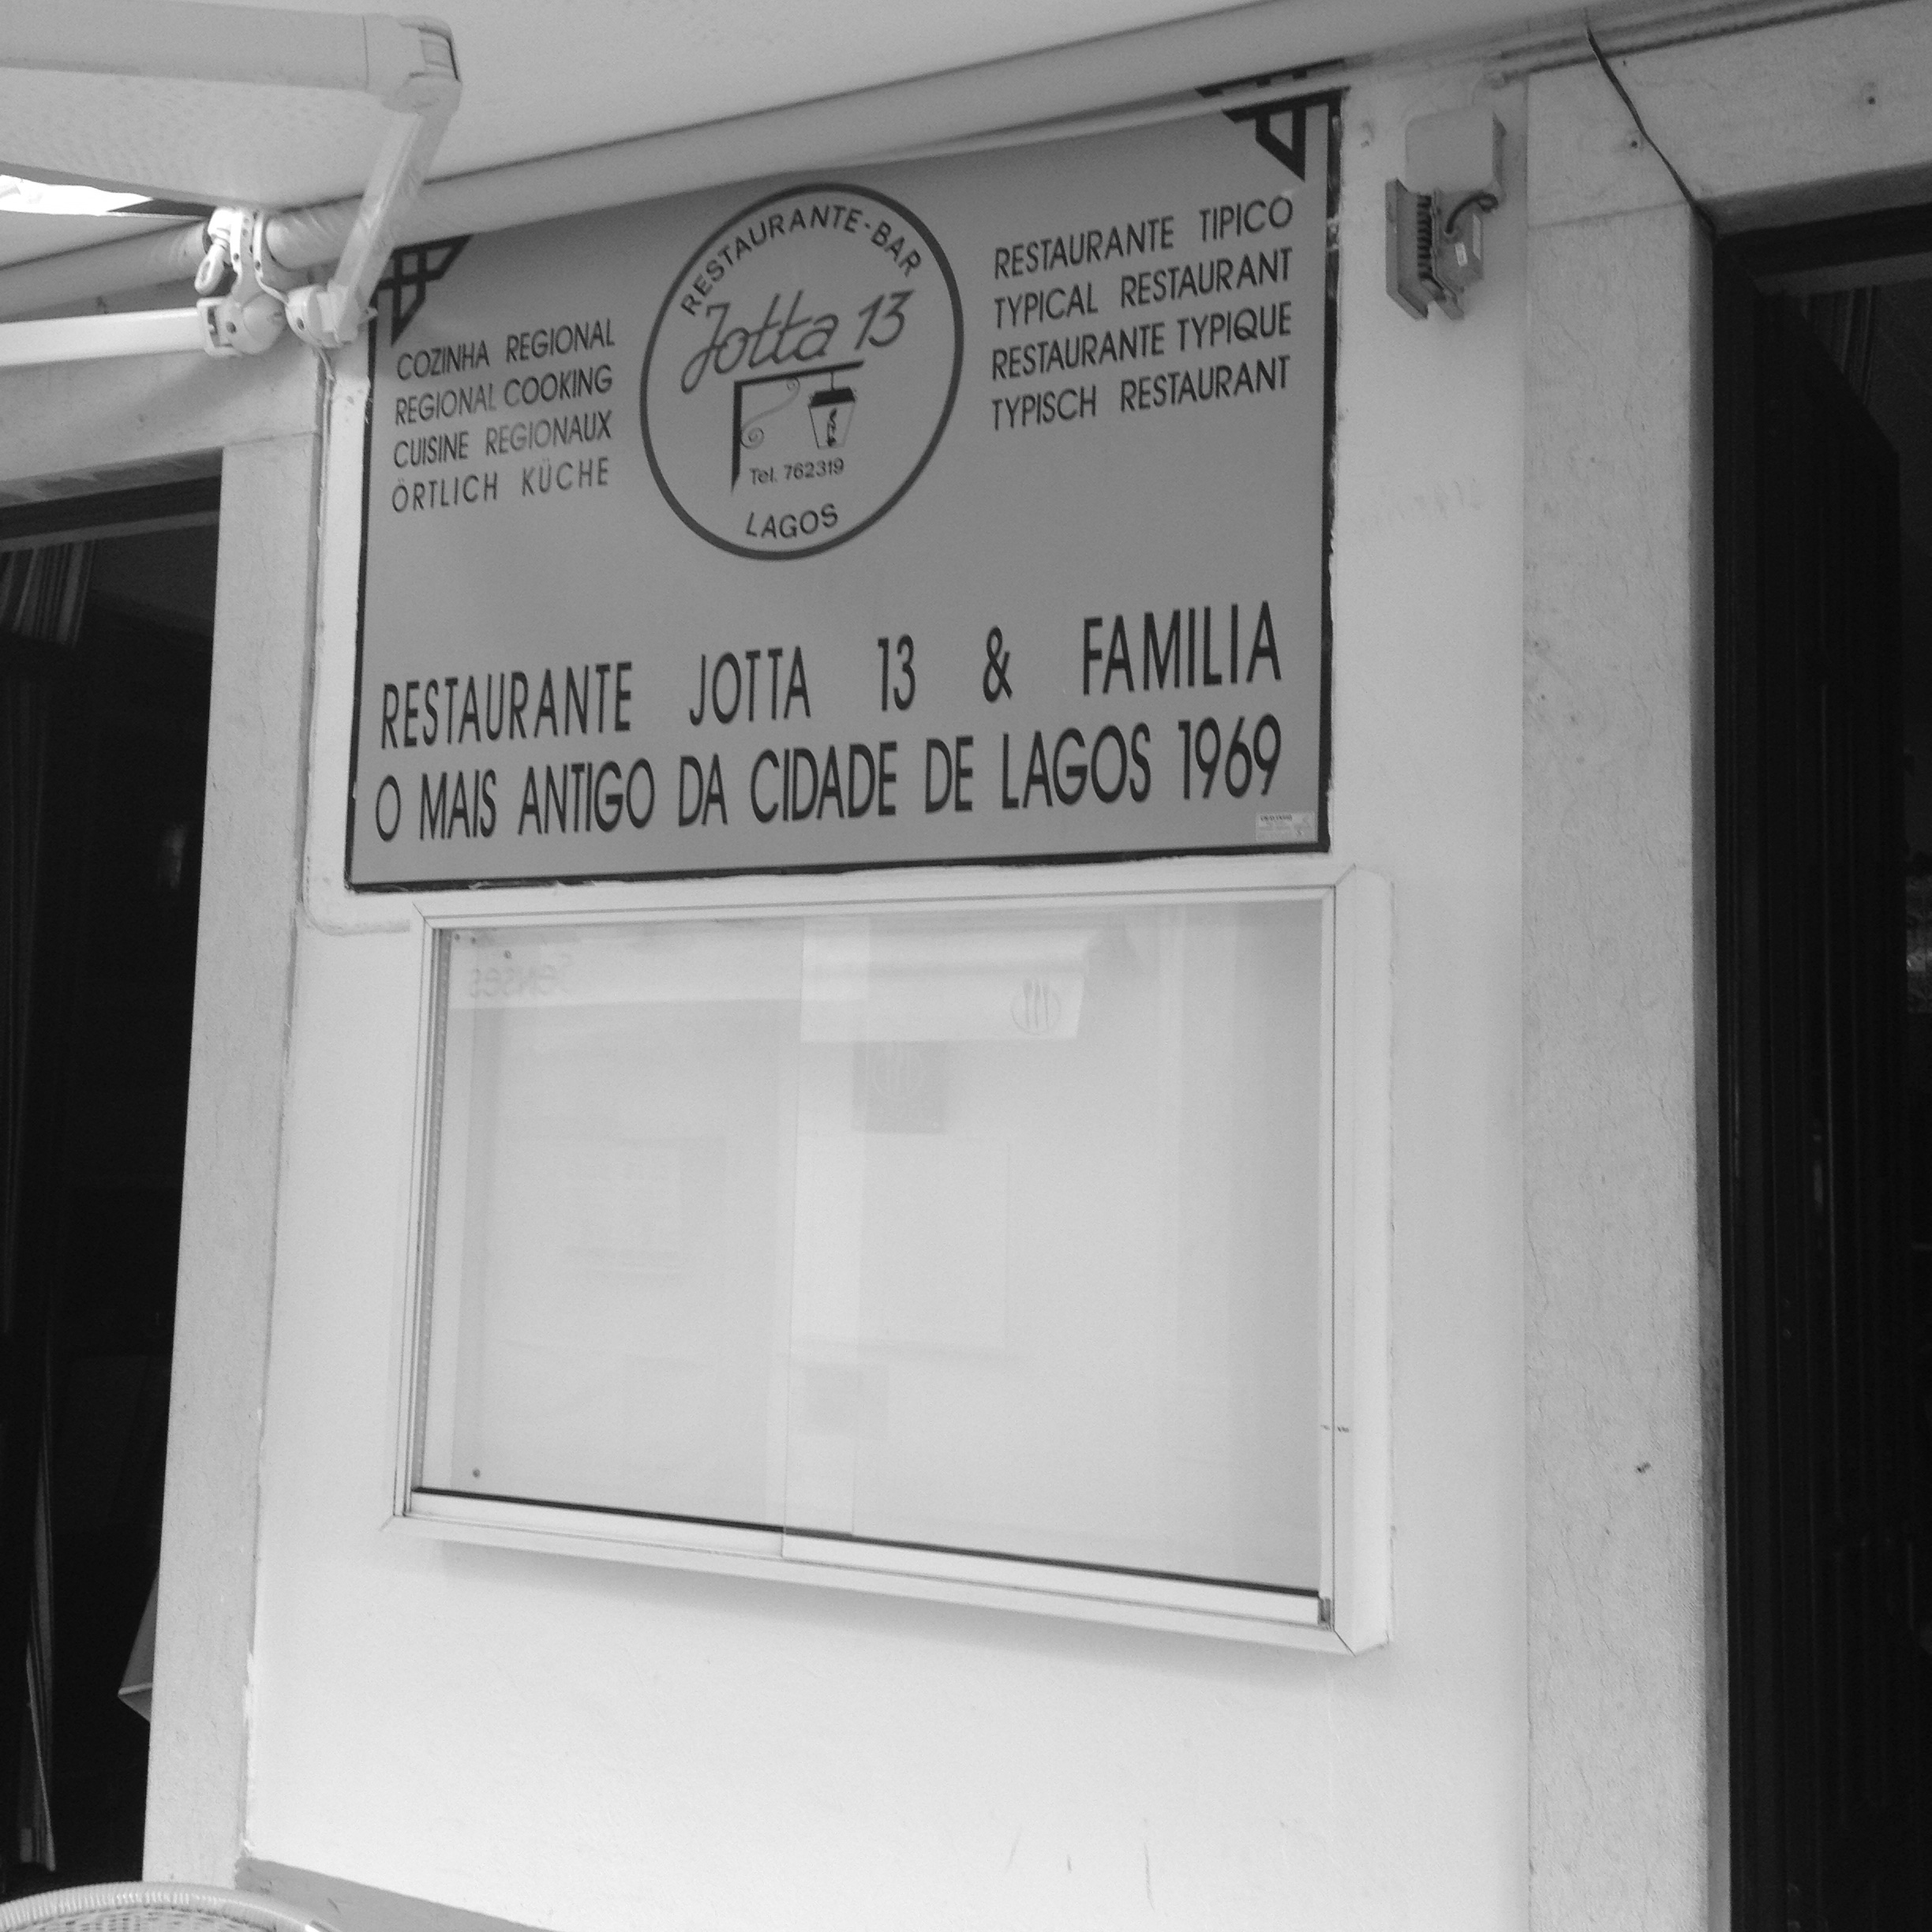 COZINHA REGIONAL
REGIONAL COOKING
CUISINE REGIONAUX
ÖRTLICH KÜCHE
RESTAURANTE-BAR
Jotta 13
Tel. 762319
LAGOS
RESTAURANTE TIPICO
TYPICAL RESTAURANT
RESTAURANTE TYPIQUE
TYPISCH RESTAURANT
RESTAURANTE JOTTA 13 & FAMILIA
O MAIS ANTIGO DA CIDADE DE LAGOS 1969
Senses